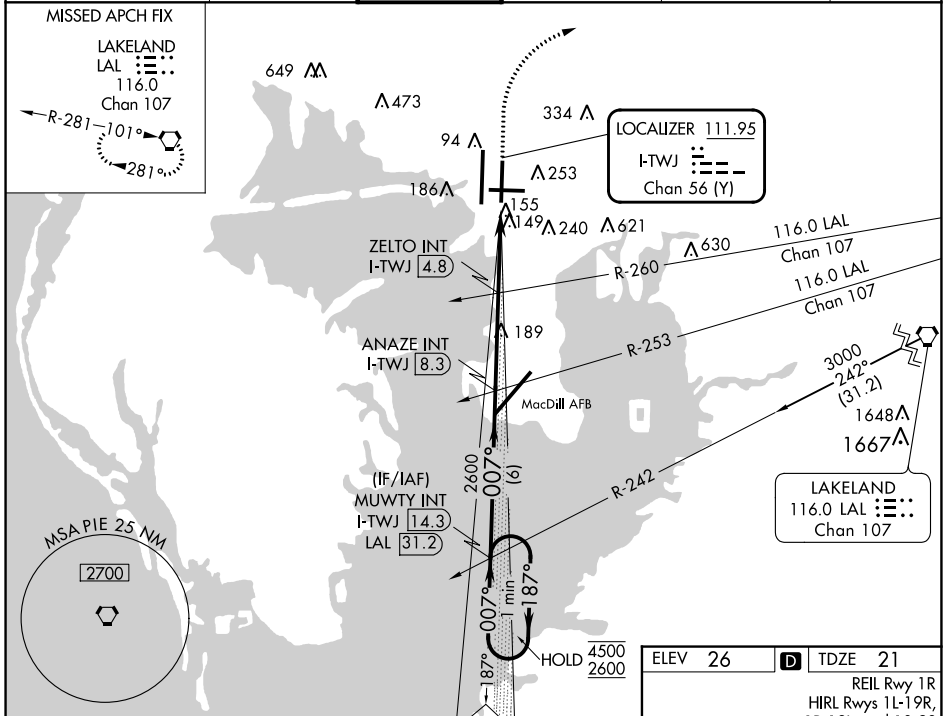 MISSED APCH FIX
LAKELAND
LAL
116.0
Chan 107
R-281
101°
281°
649
473
334
94
LOCALIZER 111.95
I-TWJ
Chan 56 (Y)
253
186
155
149
240
621
630
116.0 LAL
Chan 107
R-260
116.0 LAL
Chan 107
ZELTO INT
I-TWJ 4.8
ANAZE INT
I-TWJ 8.3
189
R-253
MacDill AFB
3000
242°
(31.2)
1648
1667
2600
007°
(6)
R-242
(IF/IAF)
MUWTY INT
I-TWJ 14.3
LAL 31.2
LAKELAND
116.0 LAL
Chan 107
MSA PIE 25 NM
2700
007°
1 min
187°
187°
HOLD 4500
2600
ELEV 26 D TDZE 21
REIL Rwy 1R
HIRL Rwys 1L-19R,